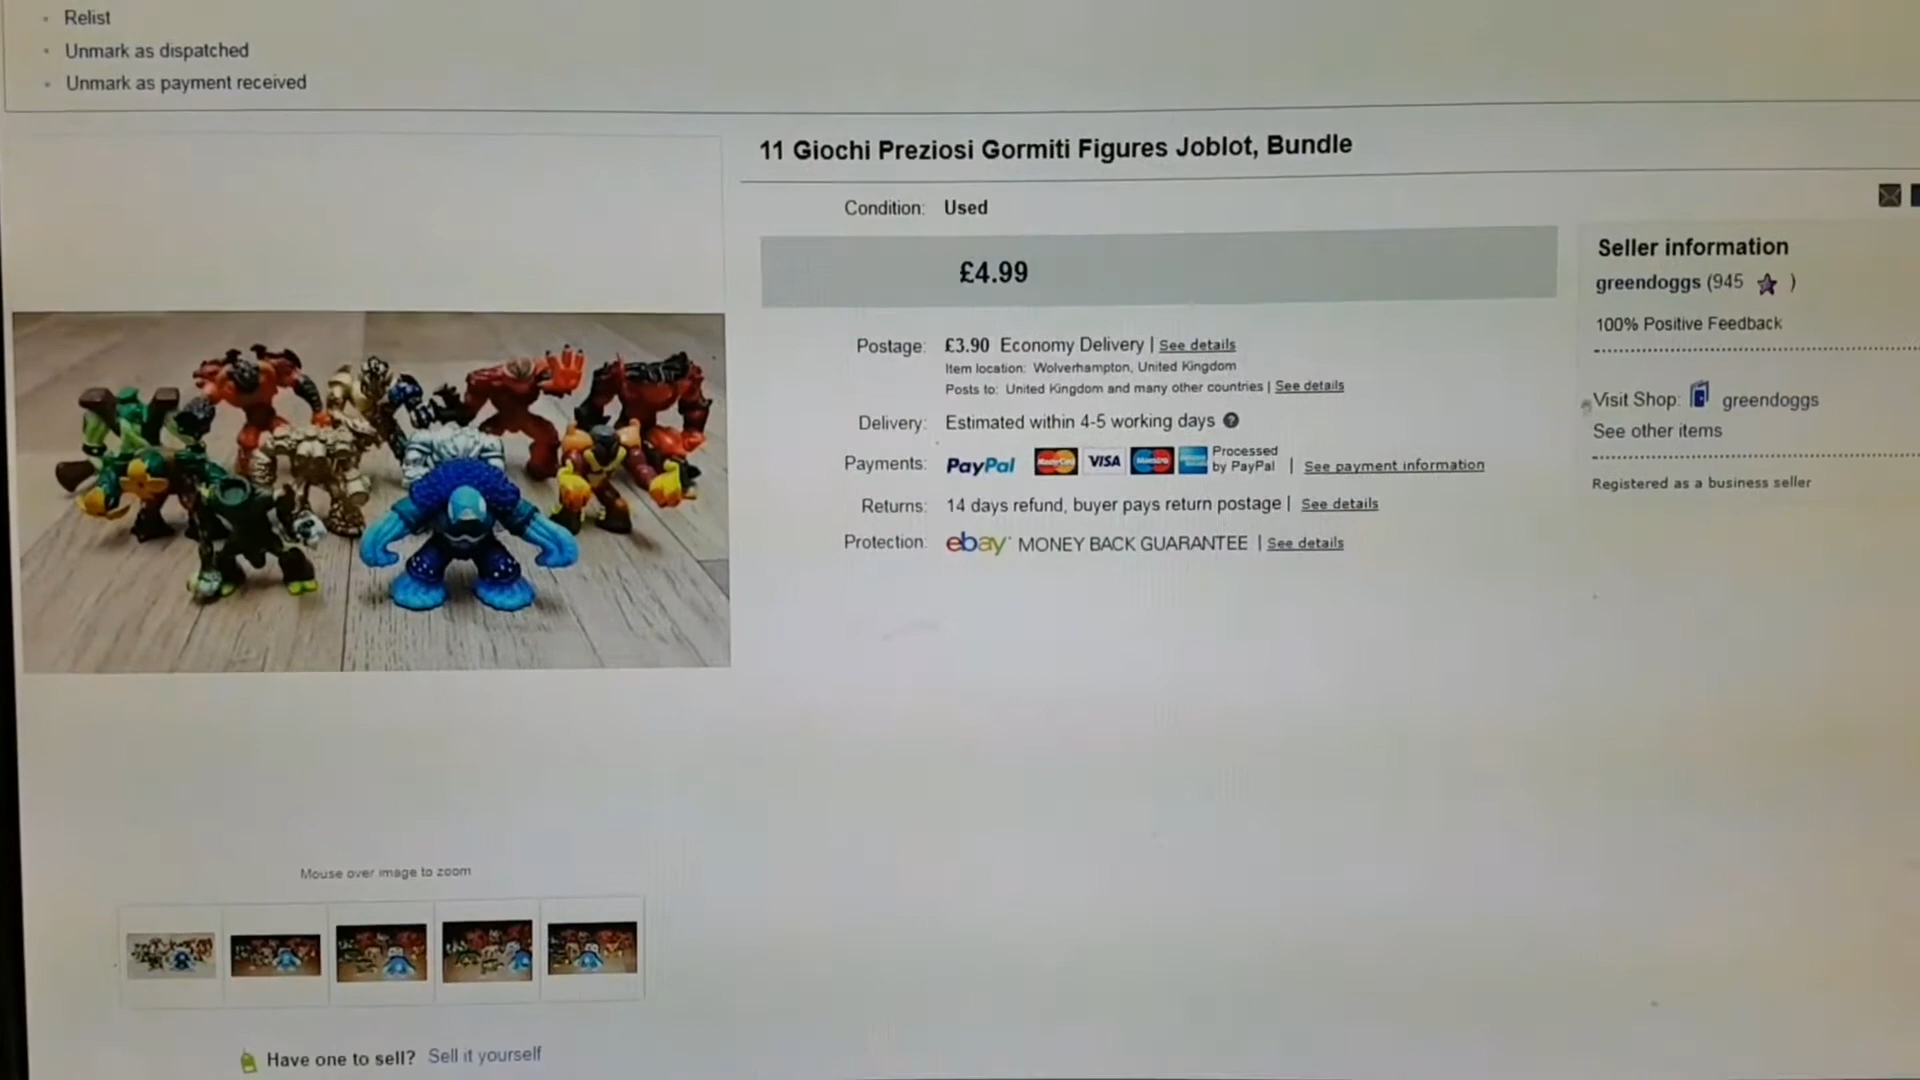 Relist
Unmark as dispatched
Unmark as payment received
11 Giochi Preziosi Gormiti Figures Joblot, Bundle
Condition: Used
£4.99
Postage: £3.90 Economy Delivery | See details
Item location: Wolverhampton, United Kingdom
Posts to: United Kingdom and many other countries | See details
Delivery: Estimated within 4-5 working days
Payments: PayPal MasterCard VISA Maestro Processed by PayPal | See payment information
Returns: 14 days refund, buyer pays return postage | See details
Protection: ebay MONEY BACK GUARANTEE | See details
Seller information
greendoggs (945 )
100% Positive Feedback
Visit Shop: greendoggs
See other items
Registered as a business seller
Mouse over image to zoom
Have one to sell? Sell it yourself